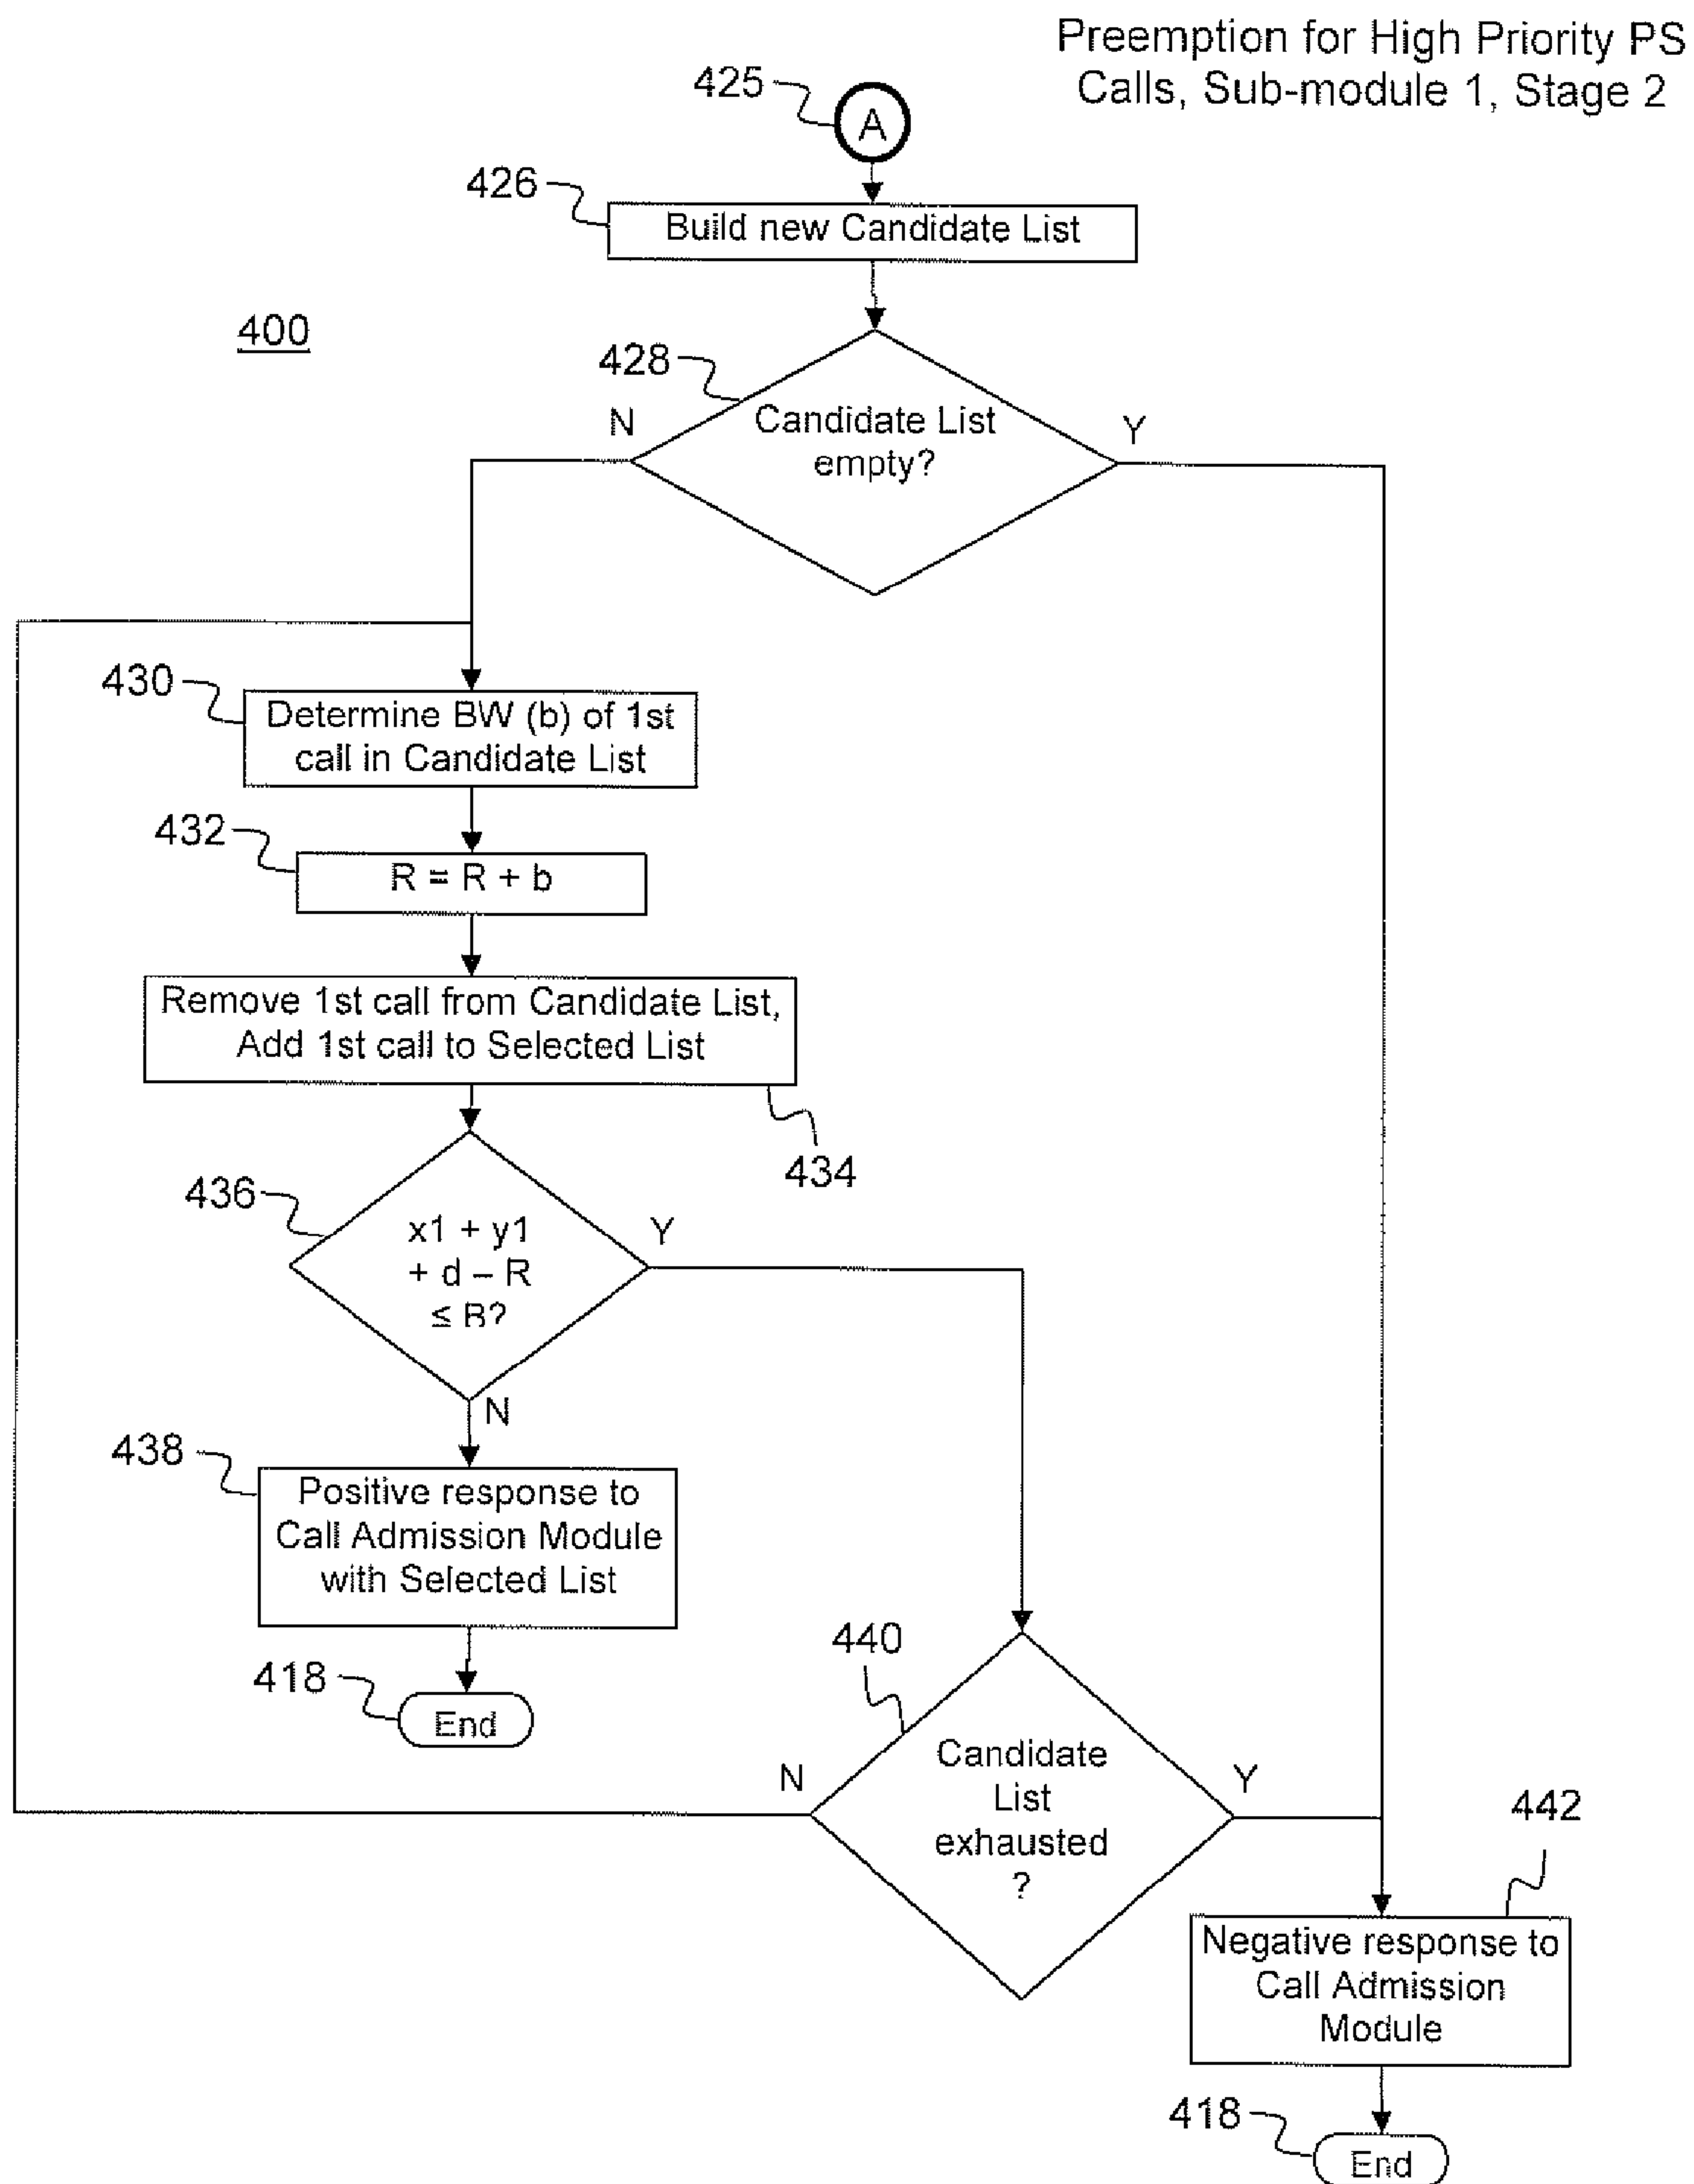 Preemption for High Priority PS
Calls, Sub-module 1, Stage 2
425
A
426
Build new Candidate List
400
428
Candidate List
empty?
N
Y
430
Determine BW (b) of 1st
call in Candidate List
432
R = R + b
Remove 1st call from Candidate List,
Add 1st call to Selected List
434
436
x1 + y1
+ d – R
≤ B?
Y
N
438
Positive response to
Call Admission Module
with Selected List
418
End
440
Candidate
List
exhausted
?
N
Y
442
Negative response to
Call Admission
Module
418
End